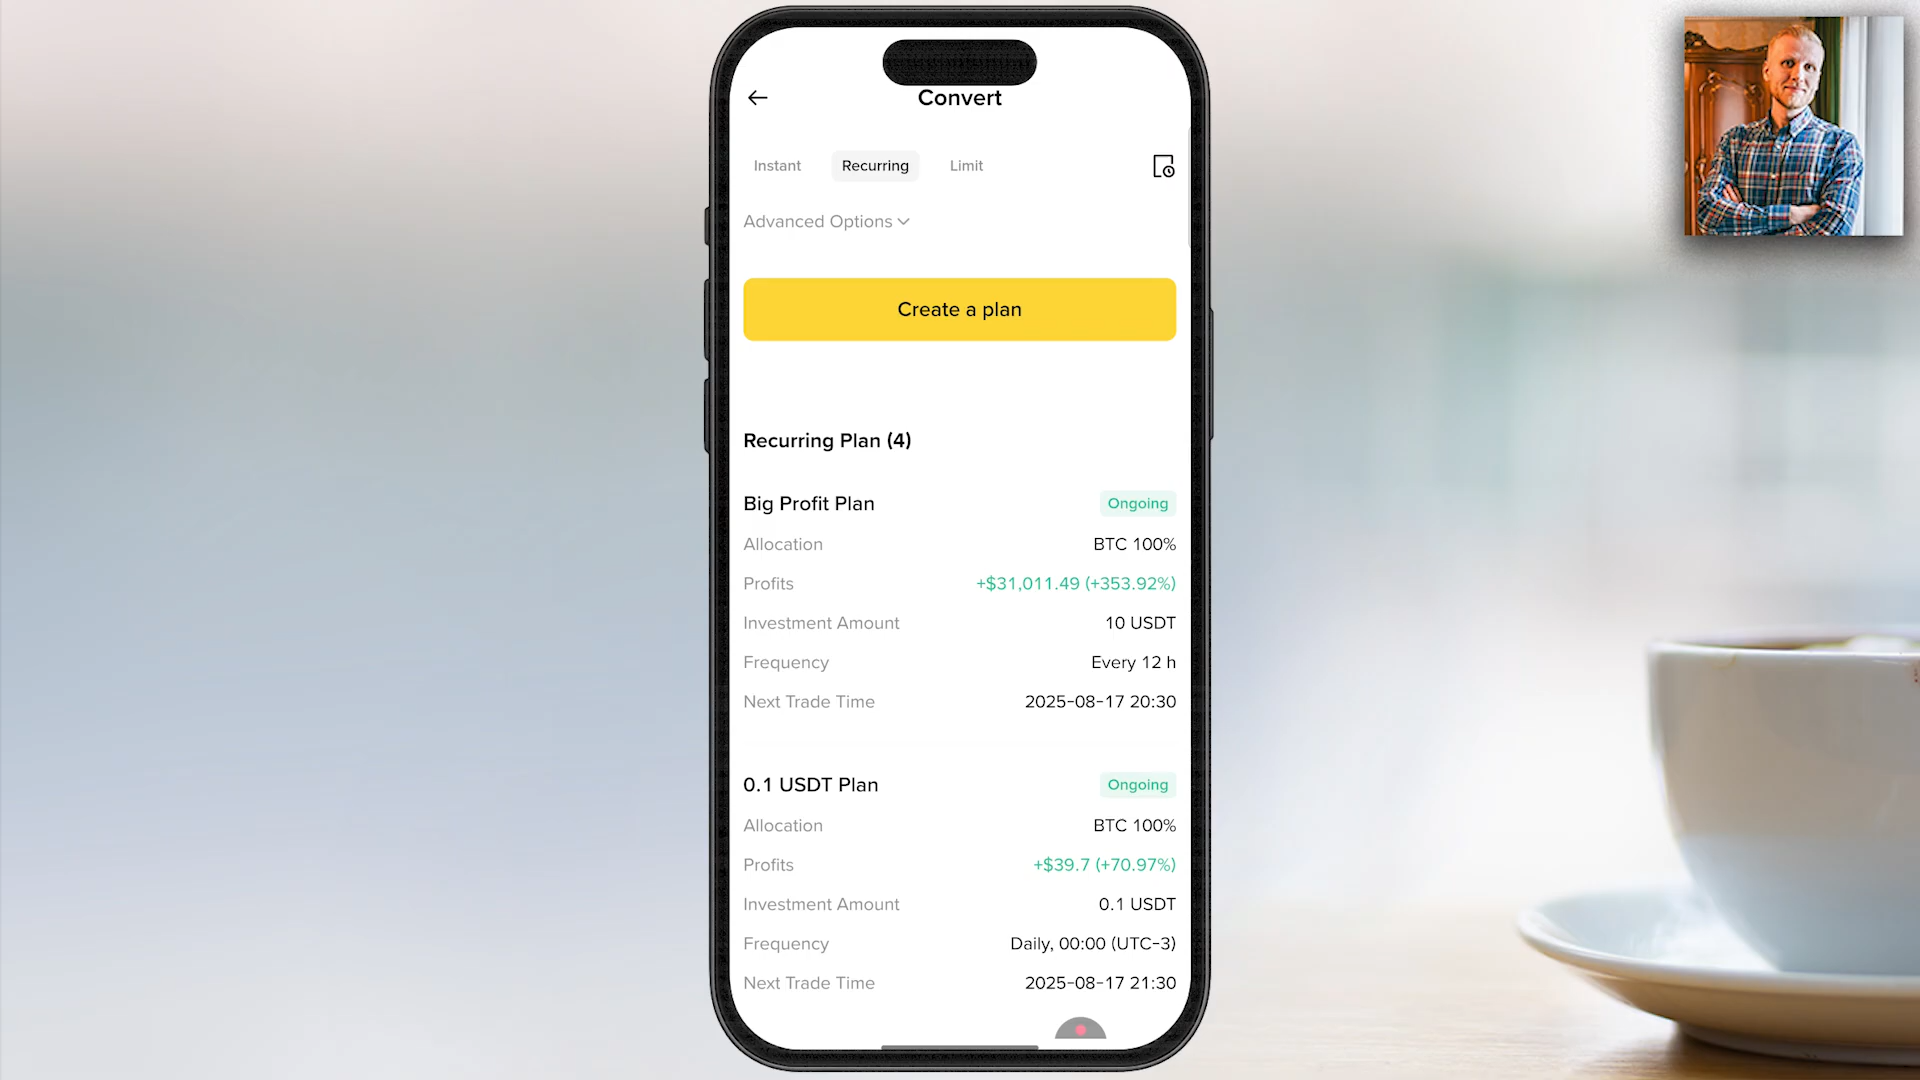 Convert
Instant Recurring Limit
Advanced Options
Create a plan
Recurring Plan (4)
Big Profit Plan Ongoing
Allocation BTC 100%
Profits +$31,011.49 (+353.92%)
Investment Amount 10 USDT
Frequency Every 12 h
Next Trade Time 2025-08-17 20:30
0.1 USDT Plan Ongoing
Allocation BTC 100%
Profits +$39.7 (+70.97%)
Investment Amount 0.1 USDT
Frequency Daily, 00:00 (UTC-3)
Next Trade Time 2025-08-17 21:30